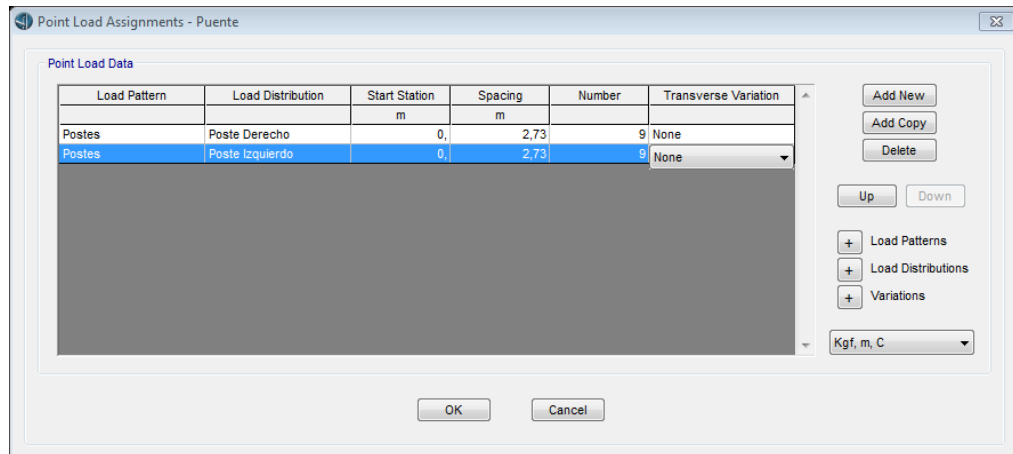 Point Load Assignments - Puente
Point Load Data
Load Pattern Load Distribution Start Station Spacing Number Transverse Variation
m m
Postes Poste Derecho 0, 2,73 9 None
Postes Poste Izquierdo 0, 2,73 9 None
Add New
Add Copy
Delete
Up Down
+ Load Patterns
+ Load Distributions
+ Variations
Kgf, m, C
OK Cancel